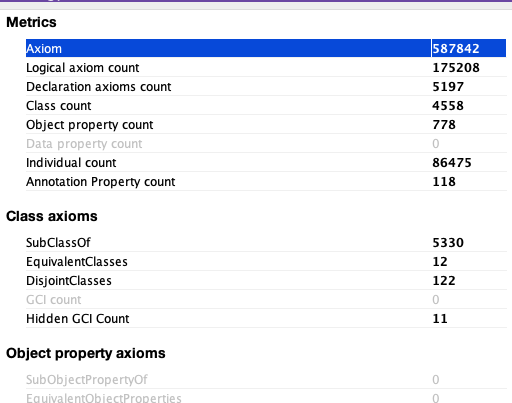 Metrics
Axiom 587842
Logical axiom count 175208
Declaration axioms count 5197
Class count 4558
Object property count 778
Data property count 0
Individual count 86475
Annotation Property count 118
Class axioms
SubClassOf 5330
EquivalentClasses 12
DisjointClasses 122
GCI count 0
Hidden GCI Count 11
Object property axioms
SubObjectPropertyOf 0
EquivalentObjectProperties 0